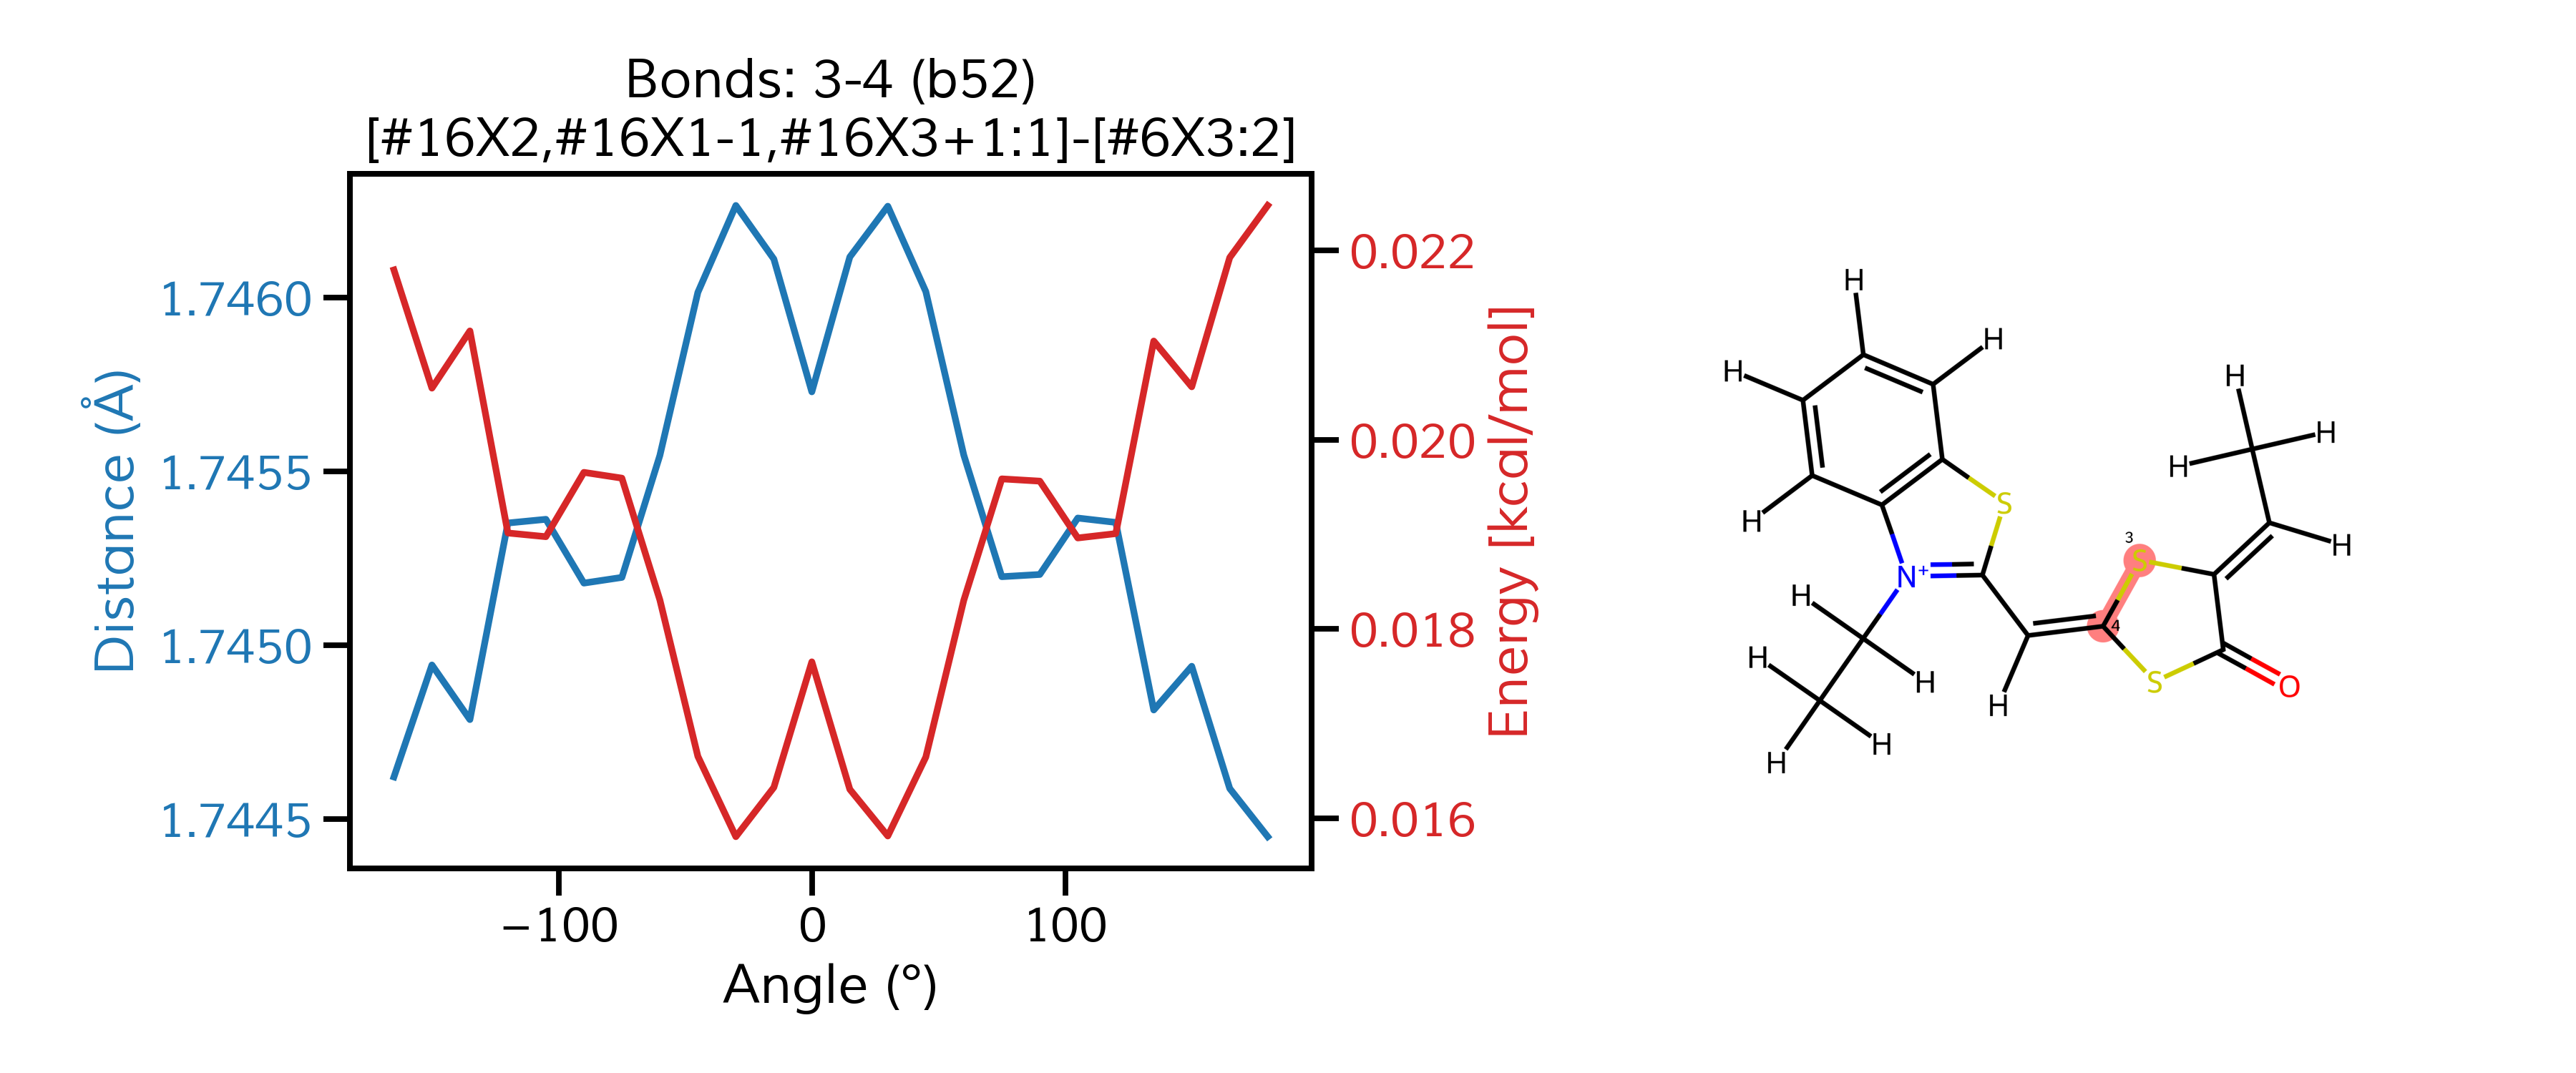 Bonds: 3-4 (b52)
[#16X2,#16X1-1,#16X3+1:1]-[#6X3:2]
Distance (Å)
1.7460
1.7455
1.7450
1.7445
0.022
0.020
0.018
0.016
Energy [kcal/mol]
−100 0 100
Angle (°)
H
H
H
H
H
H
H
S
H
3
S
H
N+
H
4
H
H
S
O
H
H
H